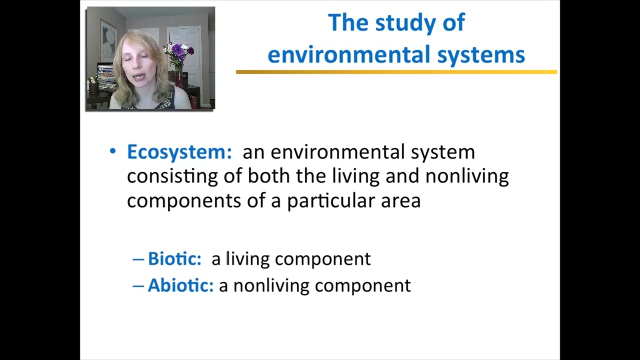 The study of
environmental systems
• Ecosystem: an environmental system
consisting of both the living and nonliving
components of a particular area
– Biotic: a living component
– Abiotic: a nonliving component